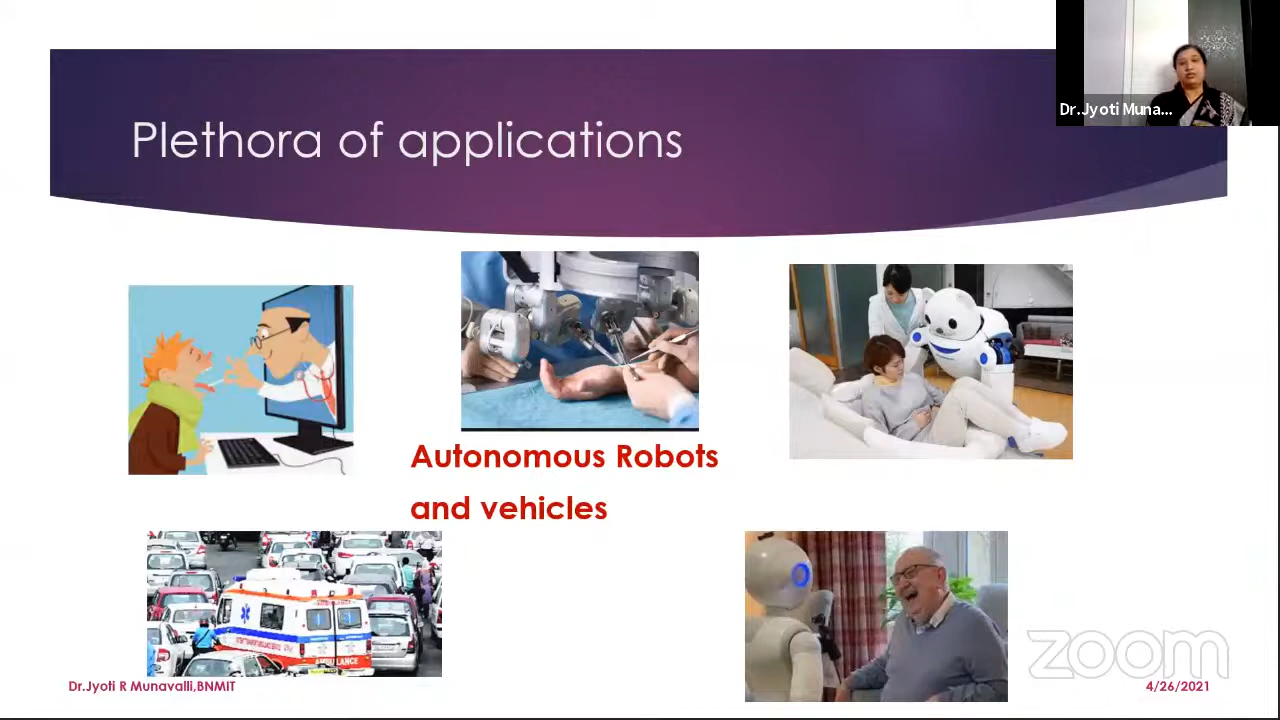 Dr.Jyoti Muna...
Plethora of applications
Autonomous Robots
and vehicles
AMBULANCE
zoom
Dr.Jyoti R Munavalli,BNMIT
4/26/2021